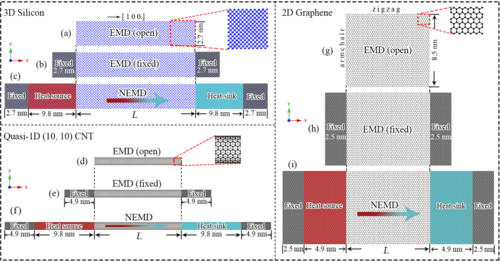 3D Silicon
[100]
(a)
EMD (open)
2.7 nm
(b)
Fixed
2.7 nm
EMD (fixed)
Fixed
2.7 nm
(c)
Fixed
Heat source
NEMD
Heat sink
Fixed
2.7 nm
9.8 nm
L
9.8 nm
2.7 nm
y
x
Quasi-1D (10, 10) CNT
EMD (open)
(d)
EMD (fixed)
(e)
Fixed
Fixed
4.9 nm
4.9 nm
(f)
NEMD
Fixed
Heat source
Heat sink
Fixed
4.9 nm
9.8 nm
L
9.8 nm
4.9 nm
2D Graphene
zigzag
(g)
armchair
EMD (open)
8.5 nm
(h)
Fixed
2.5 nm
EMD (fixed)
Fixed
2.5 nm
(i)
Fixed
Heat source
NEMD
Heat sink
Fixed
2.5 nm
4.9 nm
L
4.9 nm
2.5 nm